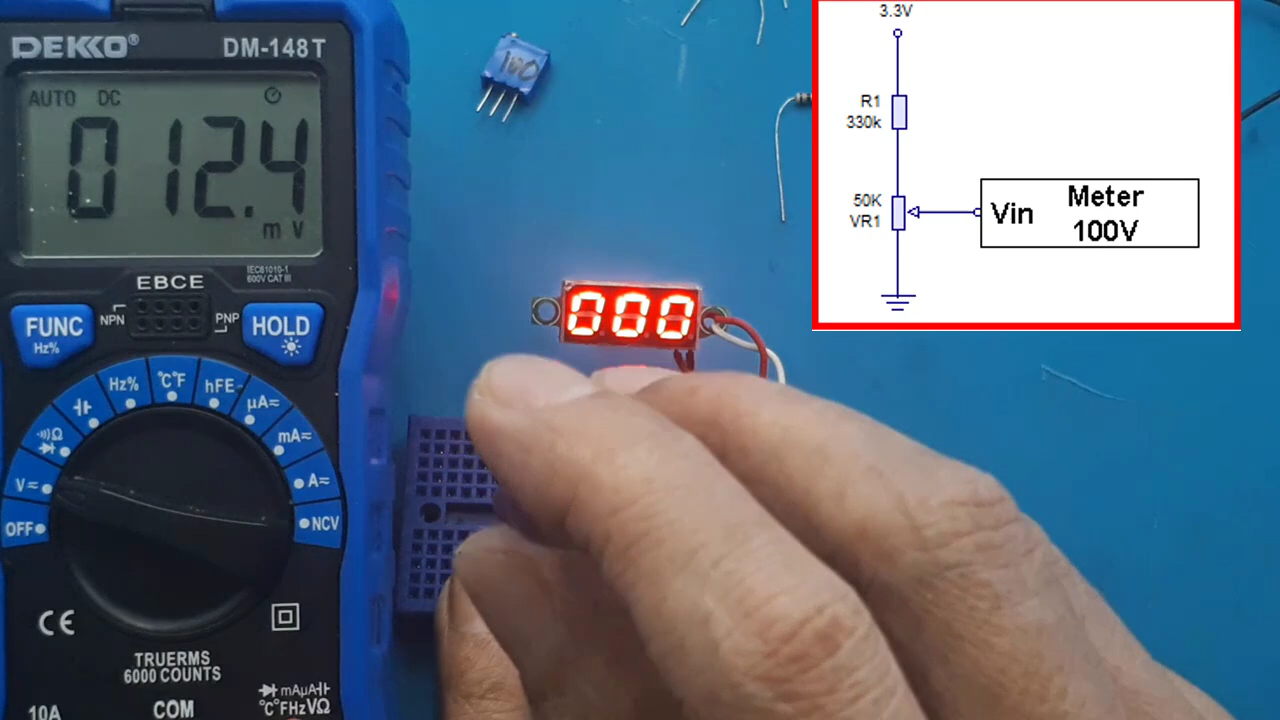 DEKKO®
DM-148T
AUTO DC
012.4
m V
EBCE
IEC61010-1
600V CAT III
FUNC
Hz%
NPN
PNP
HOLD
Hz%
°C°F
hFE
µA≂
mA≂
A≂
NCV
Ω
V≂
OFF
CE
TRUERMS
6000 COUNTS
10A
COM
mAµA
°C°FHzVΩ
100
000
3.3V
R1
330k
50K
VR1
Vin
Meter
100V